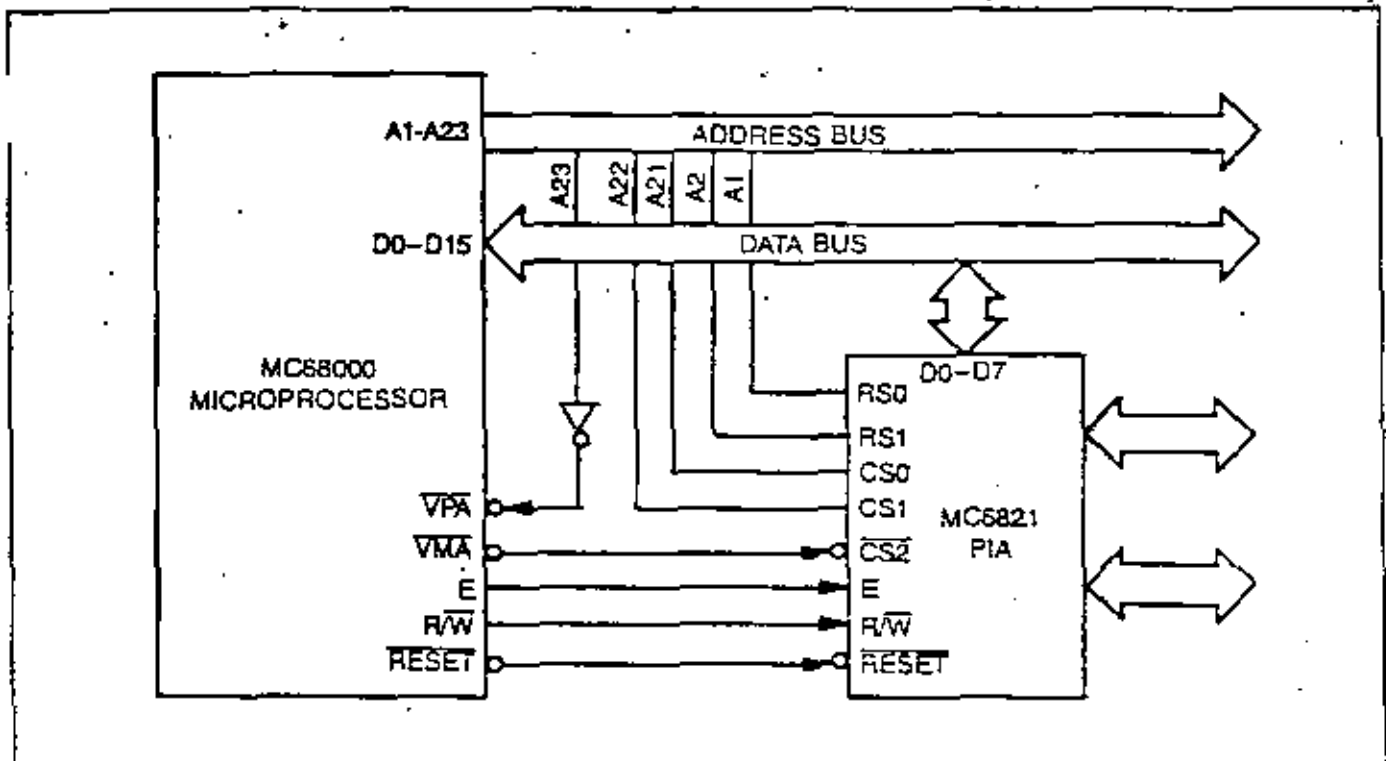 A1-A23
ADDRESS BUS
A23
A22
A21
A2
A1
D0-D15
DATA BUS
MC68000
MICROPROCESSOR
D0-D7
RS0
RS1
CS0
CS1
MC6821
PIA
VPA
VMA
CS2
E
E
R/W
R/W
RESET
RESET